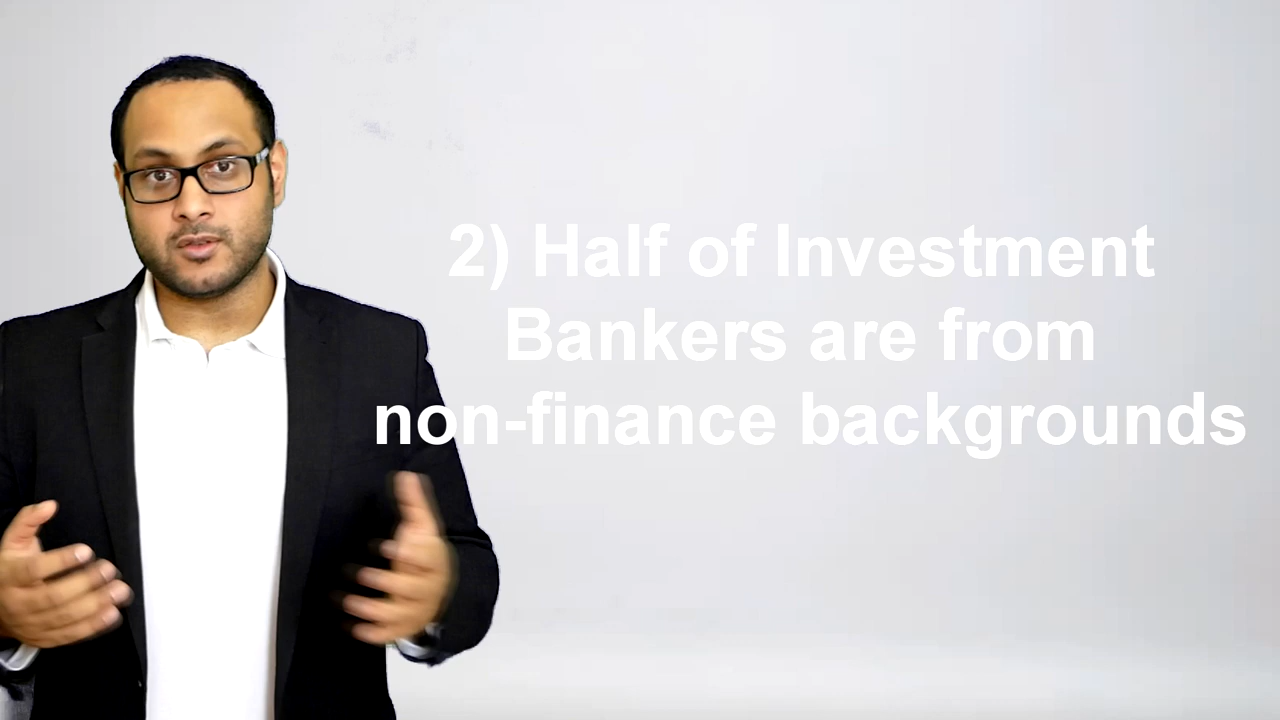 2) Half of Investment
Bankers are from
non-finance backgrounds